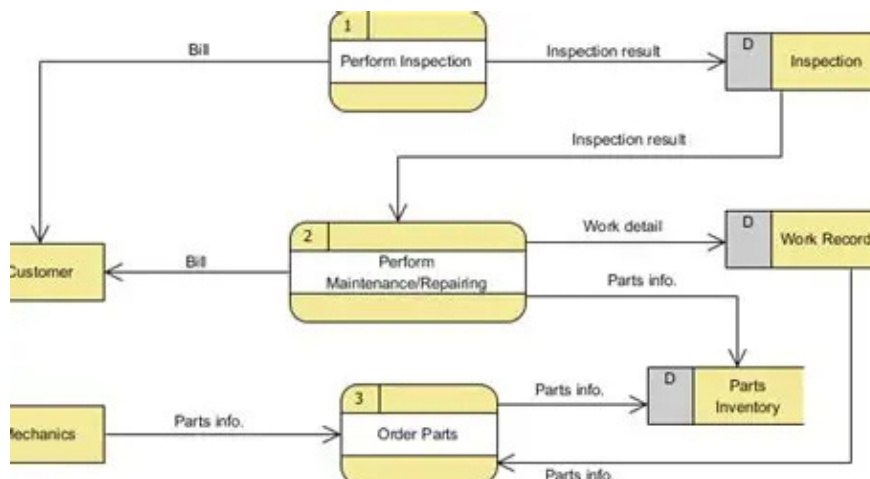 1
Bill
Perform Inspection
Inspection result
D
Inspection
Inspection result
2
Work detail
D
Work Record
Customer
Bill
Perform
Maintenance/Repairing
Parts info.
3
Parts info.
D
Parts
Inventory
Mechanics
Parts info.
Order Parts
Parts info.